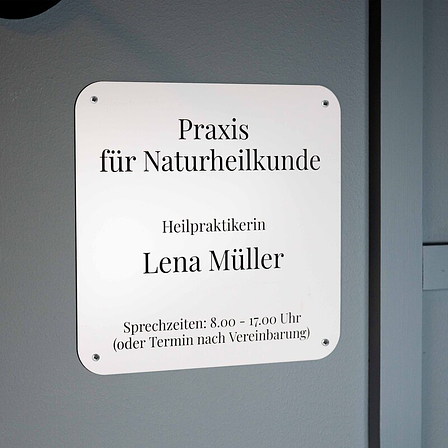 Praxis
für Naturheilkunde
Heilpraktikerin
Lena Müller
Sprechzeiten: 8.00 - 17.00 Uhr
(oder Termin nach Vereinbarung)